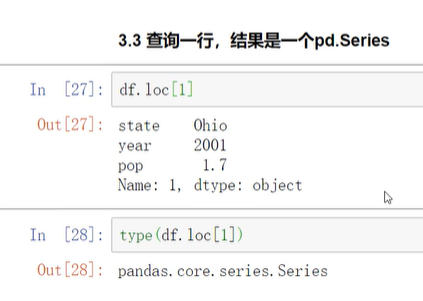 3.3 查询一行，结果是一个pd.Series
In [27]: df.loc[1]
Out[27]: state Ohio
year 2001
pop 1.7
Name: 1, dtype: object
In [28]: type(df.loc[1])
Out[28]: pandas.core.series.Series